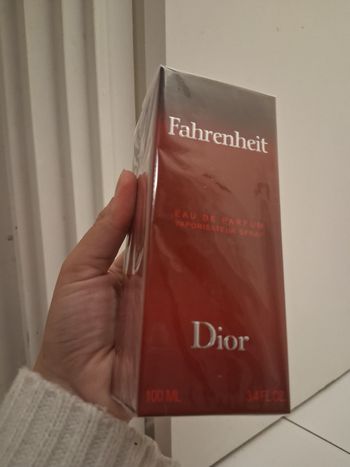 Fahrenheit
EAU DE PARFUM
VAPORISATEUR SPRAY
Dior
100 ML 3.4 FL.OZ